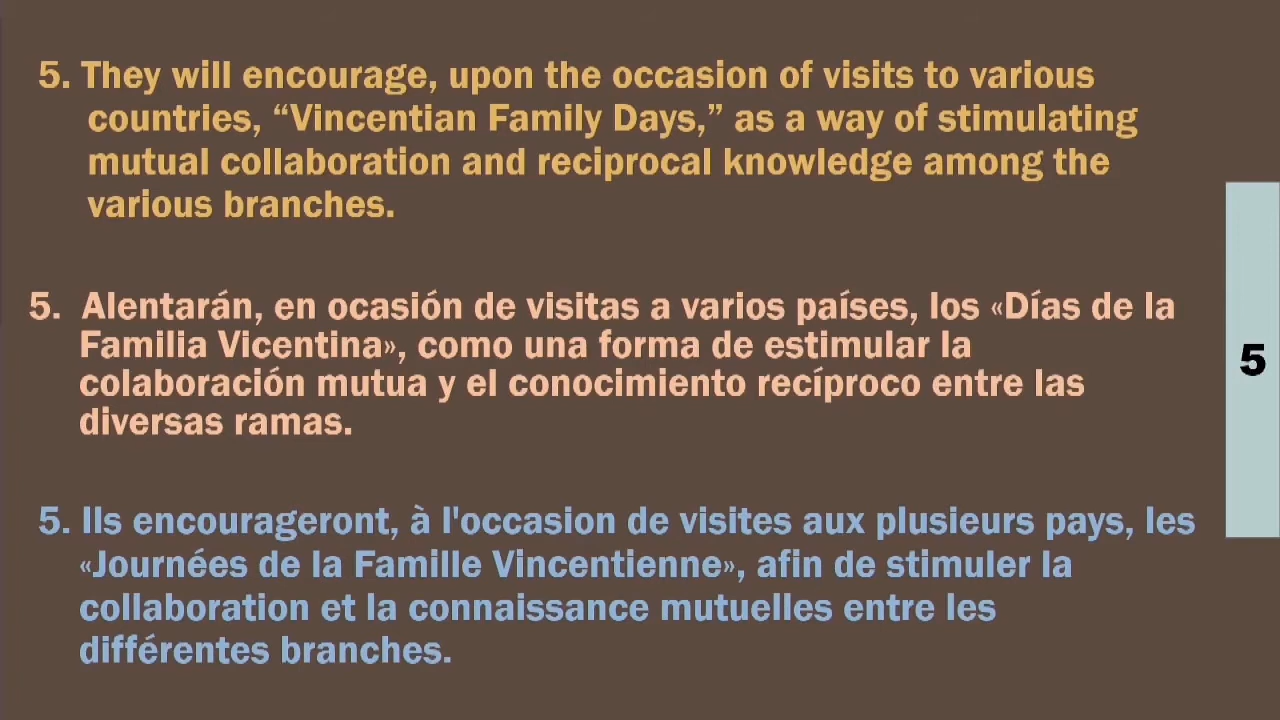 5. They will encourage, upon the occasion of visits to various
countries, “Vincentian Family Days,” as a way of stimulating
mutual collaboration and reciprocal knowledge among the
various branches.
5. Alentarán, en ocasión de visitas a varios países, los «Días de la
Familia Vicentina», como una forma de estimular la
colaboración mutua y el conocimiento recíproco entre las
diversas ramas.
5
5. Ils encourageront, à l'occasion de visites aux plusieurs pays, les
«Journées de la Famille Vincentienne», afin de stimuler la
collaboration et la connaissance mutuelles entre les
différentes branches.